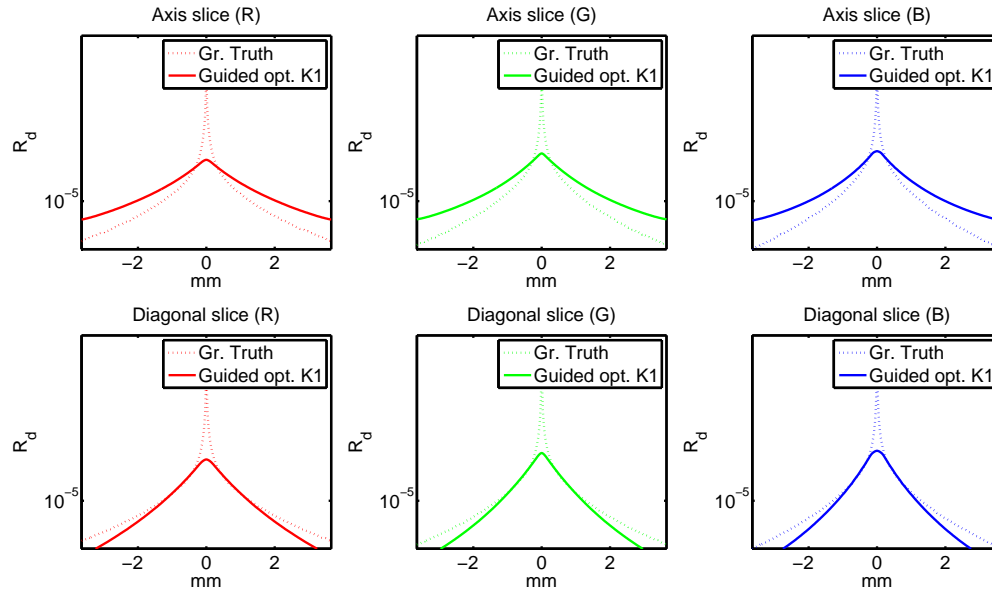 Axis slice (R)
Gr. Truth
Guided opt. K1
R_d
10^-5
−2 0 2
mm
Axis slice (G)
Gr. Truth
Guided opt. K1
R_d
10^-5
−2 0 2
mm
Axis slice (B)
Gr. Truth
Guided opt. K1
R_d
10^-5
−2 0 2
mm
Diagonal slice (R)
Gr. Truth
Guided opt. K1
R_d
10^-5
−2 0 2
mm
Diagonal slice (G)
Gr. Truth
Guided opt. K1
R_d
10^-5
−2 0 2
mm
Diagonal slice (B)
Gr. Truth
Guided opt. K1
R_d
10^-5
−2 0 2
mm